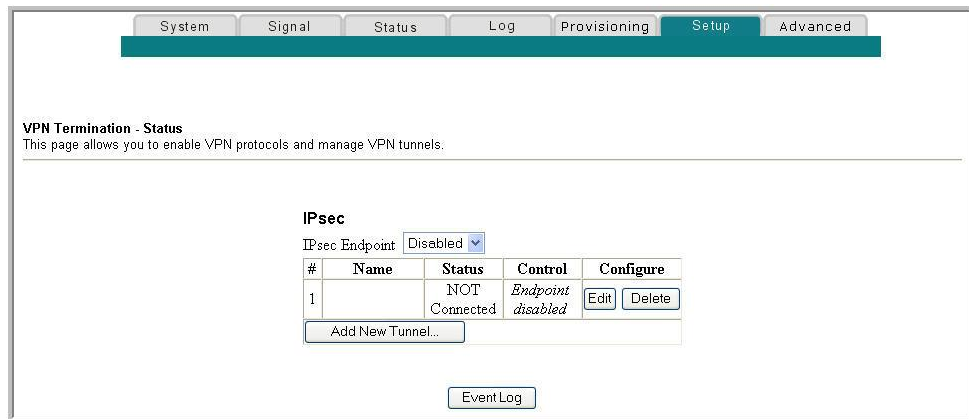 System Signal Status Log Provisioning Setup Advanced
VPN Termination - Status
This page allows you to enable VPN protocols and manage VPN tunnels.
IPsec
IPsec Endpoint Disabled
# Name Status Control Configure
1 NOT Connected Endpoint disabled Edit Delete
Add New Tunnel...
Event Log